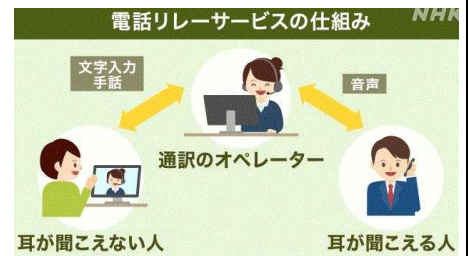 NHK
電話リレーサービスの仕組み
文字入力
手話
音声
通訳のオペレーター
耳が聞こえない人
耳が聞こえる人